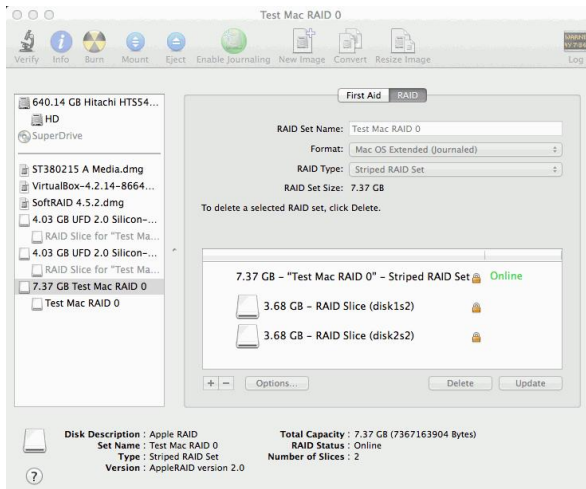 Test Mac RAID 0
Verify Info Burn Mount Eject Enable Journaling New Image Convert Resize Image Log
640.14 GB Hitachi HTS54...
HD
SuperDrive
ST380215 A Media.dmg
VirtualBox-4.2.14-8664...
SoftRAID 4.5.2.dmg
4.03 GB UFD 2.0 Silicon-...
RAID Slice for "Test Ma...
4.03 GB UFD 2.0 Silicon-...
RAID Slice for "Test Ma...
7.37 GB Test Mac RAID 0
Test Mac RAID 0
First Aid RAID
RAID Set Name: Test Mac RAID 0
Format: Mac OS Extended (Journaled)
RAID Type: Striped RAID Set
RAID Set Size: 7.37 GB
To delete a selected RAID set, click Delete.
7.37 GB – "Test Mac RAID 0" – Striped RAID Set Online
3.68 GB – RAID Slice (disk1s2)
3.68 GB – RAID Slice (disk2s2)
+ − Options... Delete Update
Disk Description : Apple RAID
Set Name : Test Mac RAID 0
Type : Striped RAID Set
Version : AppleRAID version 2.0
Total Capacity : 7.37 GB (7367163904 Bytes)
RAID Status : Online
Number of Slices : 2
?